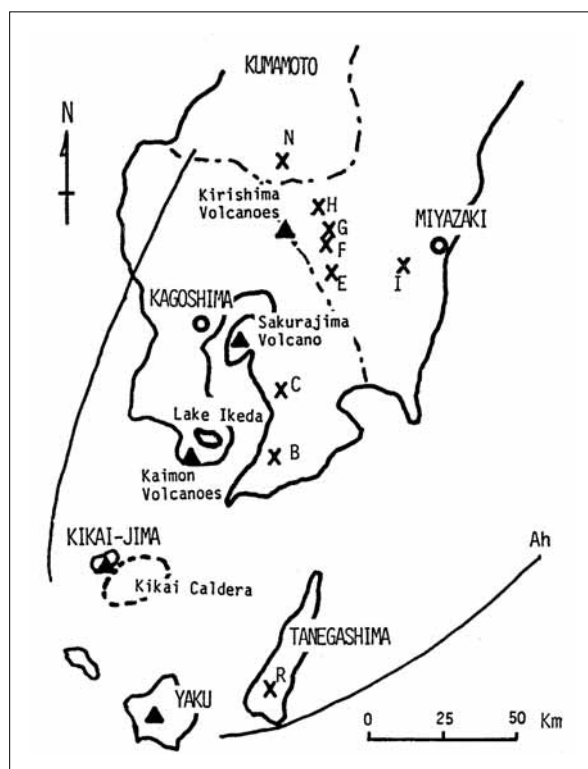 KUMAMOTO
N
N
Kirishima
Volcanoes
H
G
MIYAZAKI
F
E
I
KAGOSHIMA
Sakurajima
Volcano
C
Lake Ikeda
B
Kaimon
Volcanoes
KIKAI-JIMA
Ah
Kikai Caldera
TANEGASHIMA
R
YAKU
0 25 50 Km